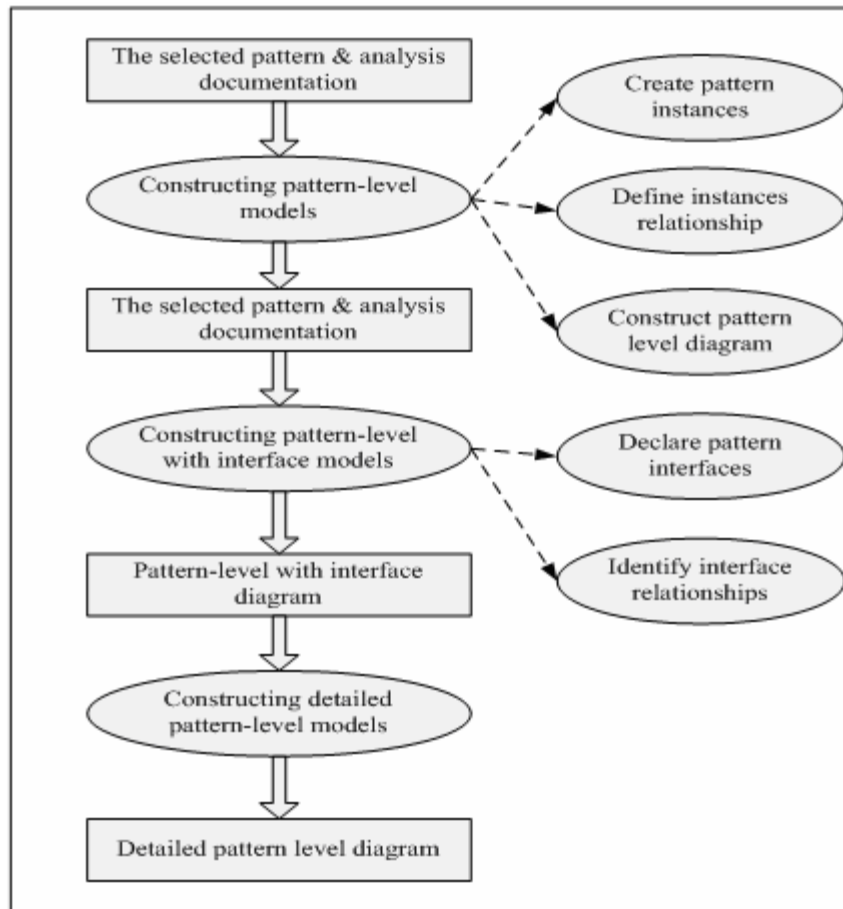 The selected pattern & analysis
documentation
Create pattern
instances
Constructing pattern-level
models
Define instances
relationship
The selected pattern & analysis
documentation
Construct pattern
level diagram
Constructing pattern-level
with interface models
Declare pattern
interfaces
Pattern-level with interface
diagram
Identify interface
relationships
Constructing detailed
pattern-level models
Detailed pattern level diagram